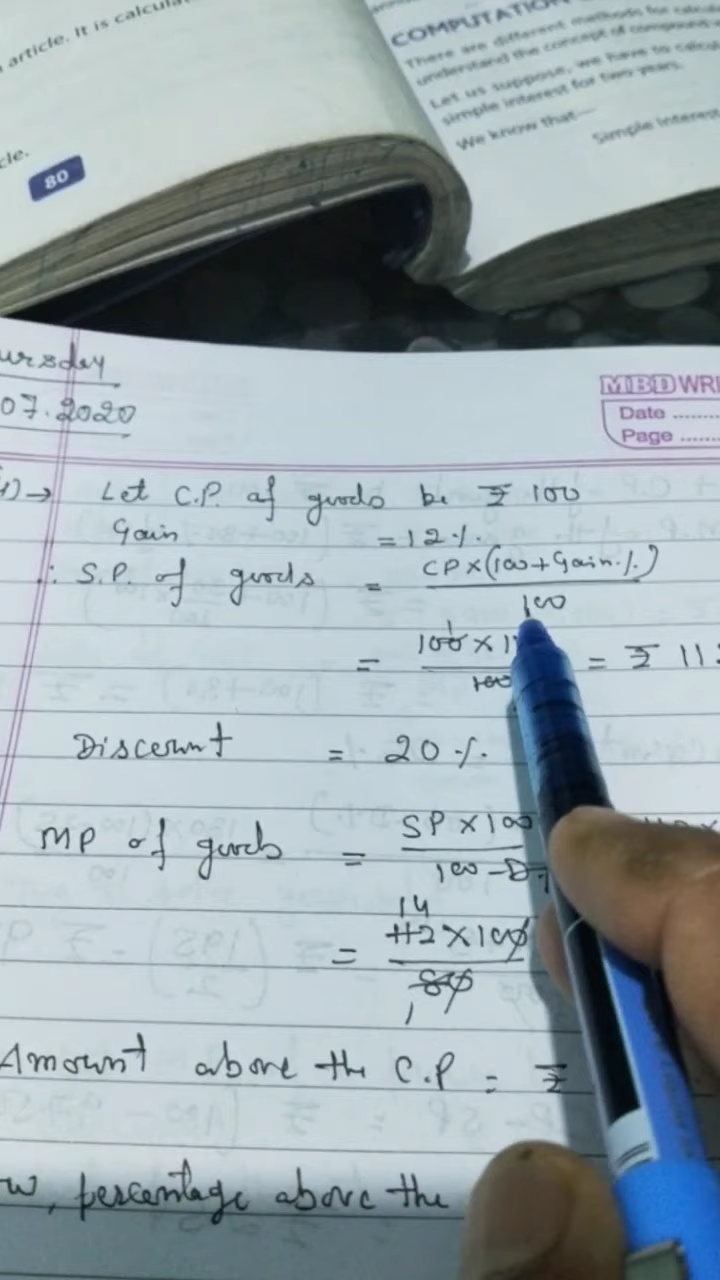 article. It is calcula
cle.
80
COMPUTATION
There are different methods for
understand the concept of compound
Let us suppose, we have to calcul
simple interest for two years.
We know that—
Simple Interest
ursday
07.2020
MBD WRI
Date ........
Page ......
1)→ Let C.P. of goods be ₹ 100
Gain = 12%.
∴ S.P. of goods = CP×(100+Gain%)
100
= 100 × 1
100
= ₹ 11
Discount = 20%.
MP of goods = SP×100
100-D
14
= 112×100
80
1
Amount above the C.P = ₹
w, percentage above the